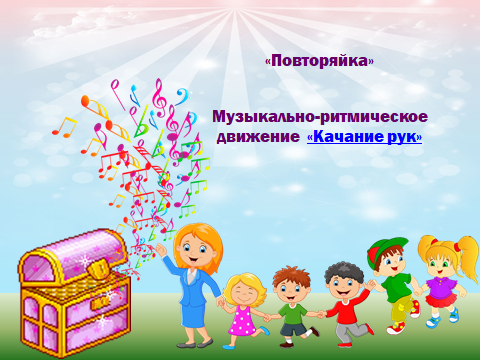 «Повторяйка»
Музыкально-ритмическое
движение «Качание рук»